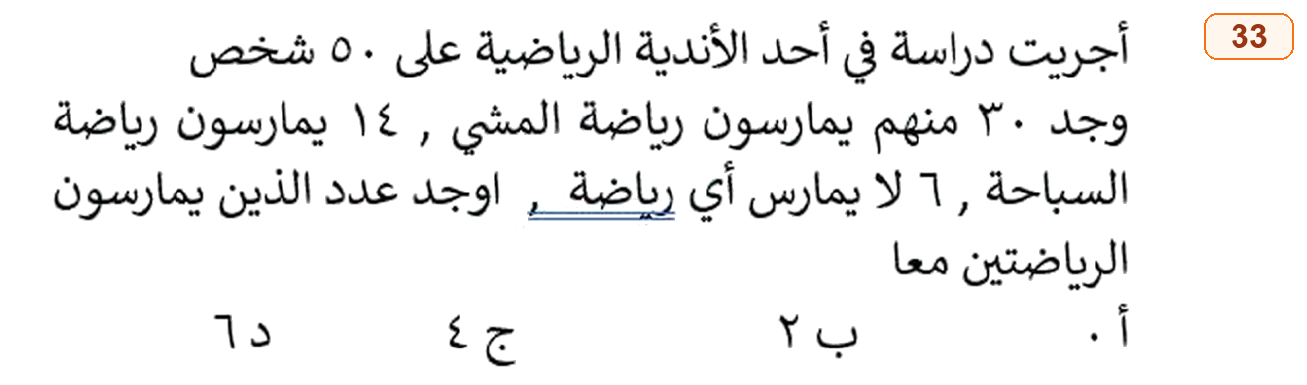 33
أجريت دراسة في أحد الأندية الرياضية على ٥٠ شخص
وجد ٣٠ منهم يمارسون رياضة المشي , ١٤ يمارسون رياضة
السباحة , ٦ لا يمارس أي رياضة , اوجد عدد الذين يمارسون
الرياضتين معا
أ ٠ ب ٢ ج ٤ د ٦